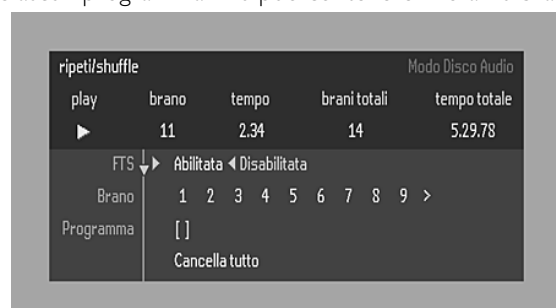 ripeti/shuffle Modo Disco Audio
play brano tempo brani totali tempo totale
11 2.34 14 5.29.78
FTS Abilitata Disabilitata
Brano 1 2 3 4 5 6 7 8 9 >
Programma [ ]
Cancella tutto